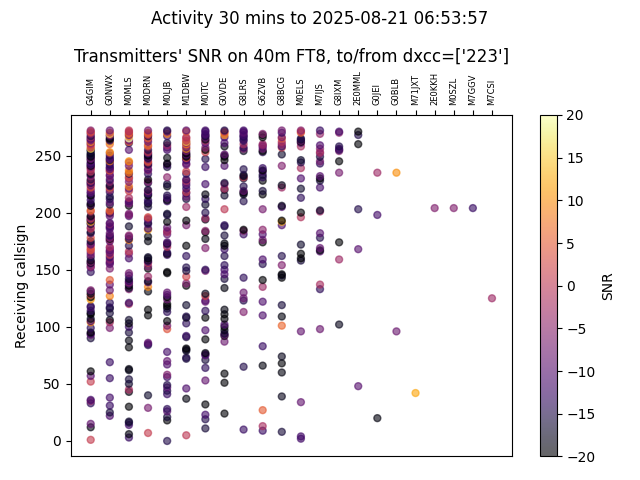 Activity 30 mins to 2025-08-21 06:53:57
Transmitters' SNR on 40m FT8, to/from dxcc=['223']
G4GIM
G0NWX
M0MLS
M0DRN
M0LJB
M1DBW
M0ITC
G0VDE
G8LRS
G6ZVB
G8BCG
M0ELS
M7IJS
G8IXM
2E0MML
G0JEI
G0BLB
M71JXT
2E0KKH
M0SZL
M7GGV
M7CSI
Receiving callsign
250
200
150
100
50
0
20
15
10
5
0
−5
−10
−15
−20
SNR